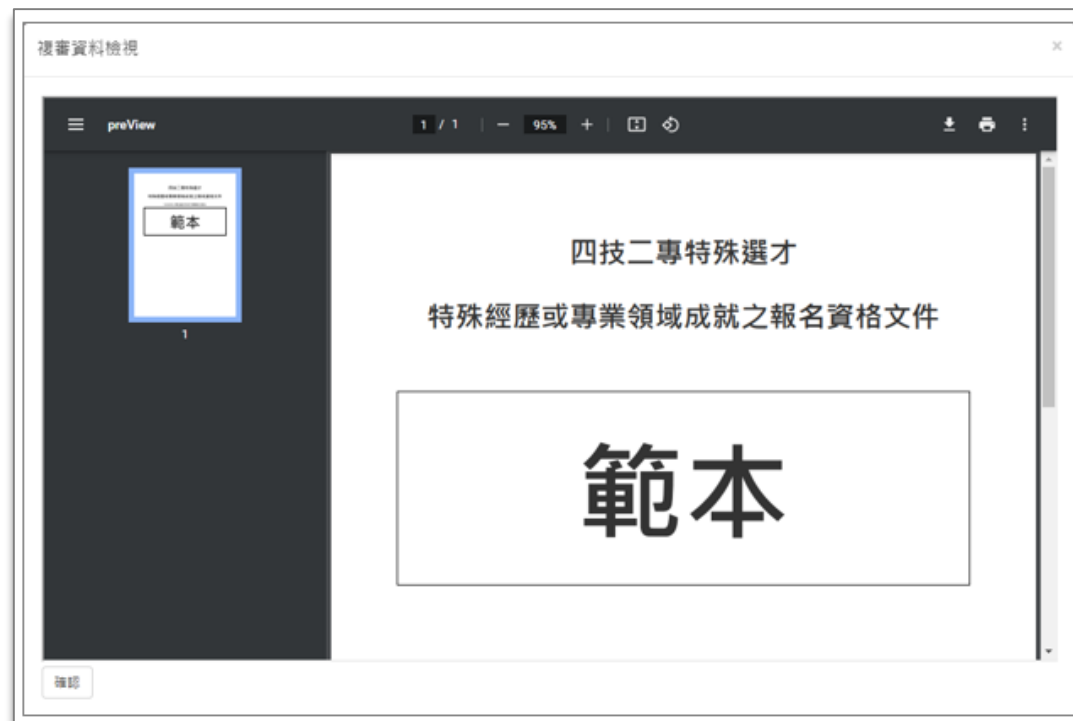 複審資料檢視
×
preView
1 / 1 | − 95% + |
範本
1
四技二專特殊選才
特殊經歷或專業領域成就之報名資格文件
範本
確認